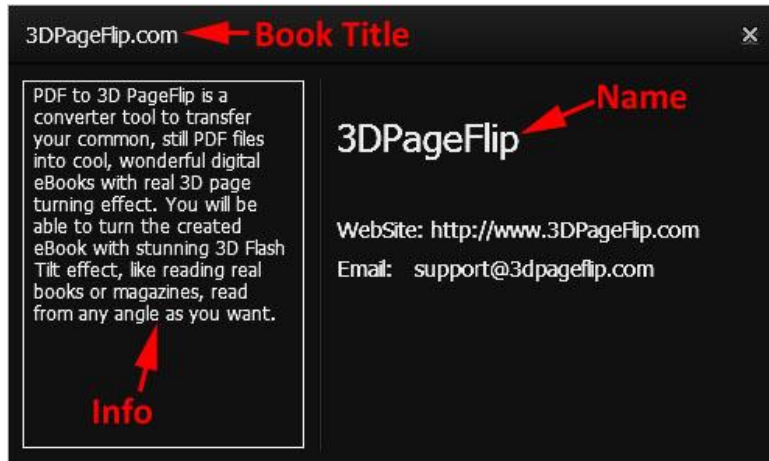 3DPageFlip.com
Book Title
PDF to 3D PageFlip is a
converter tool to transfer
your common, still PDF files
into cool, wonderful digital
eBooks with real 3D page
turning effect. You will be
able to turn the created
eBook with stunning 3D Flash
Tilt effect, like reading real
books or magazines, read
from any angle as you want.
Info
Name
3DPageFlip
WebSite: http://www.3DPageFlip.com
Email: support@3dpageflip.com